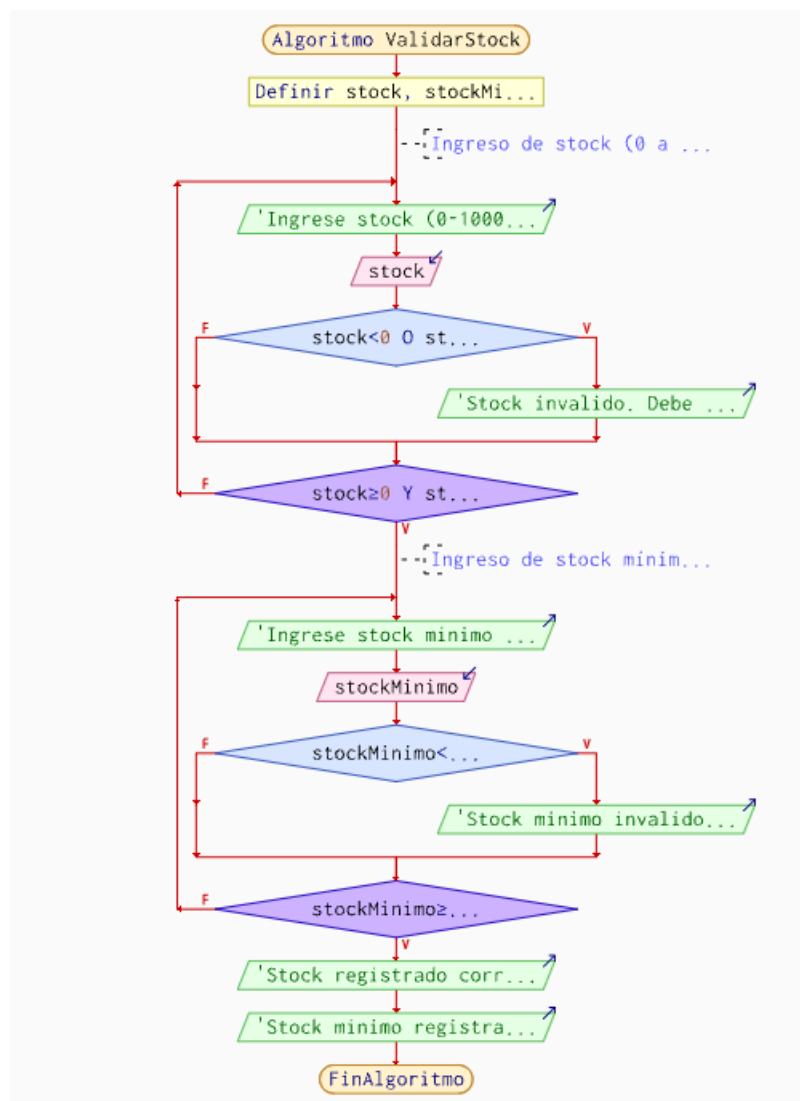 Algoritmo ValidarStock
Definir stock, stockMi...
Ingreso de stock (0 a ...
'Ingrese stock (0-1000...
stock
F
stock<0 O st...
V
'Stock invalido. Debe ...
F
stock≥0 Y st...
V
Ingreso de stock mínim...
'Ingrese stock minimo ...
stockMinimo
F
stockMinimo<...
V
'Stock minimo invalido...
F
stockMinimo≥...
V
'Stock registrado corr...
'Stock minimo registra...
FinAlgoritmo